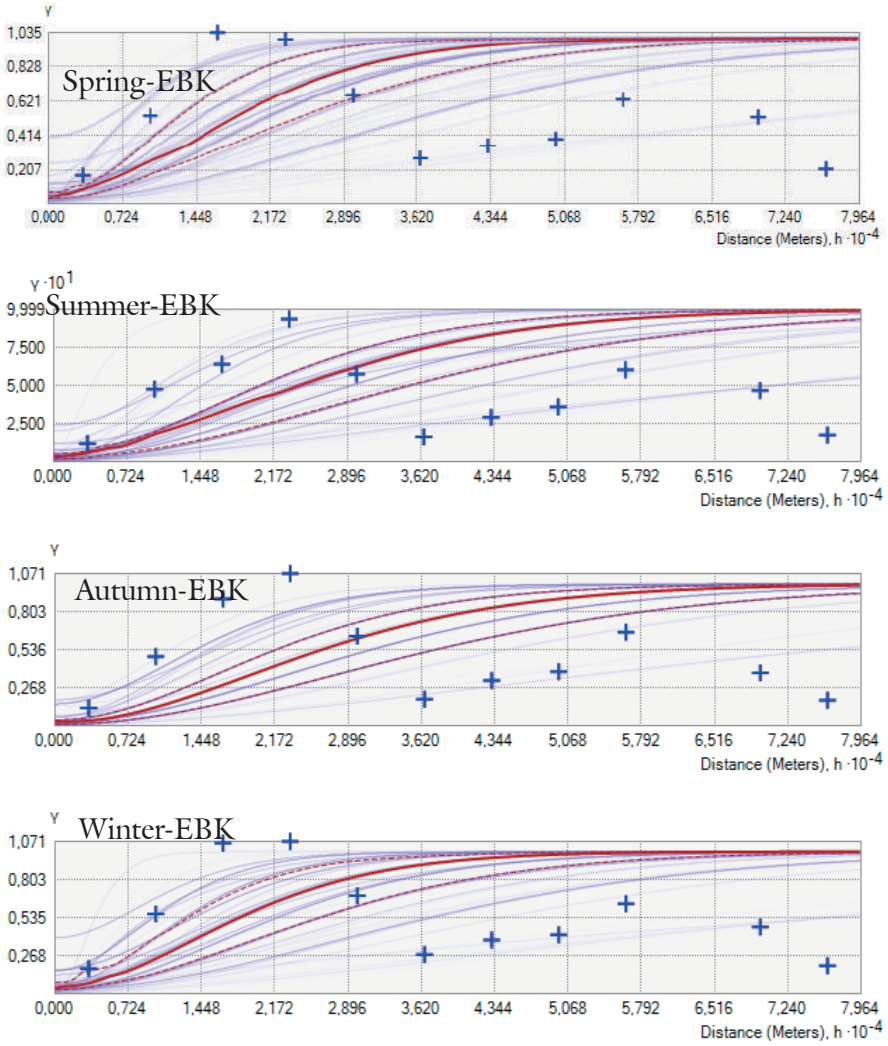 γ
1,035
Spring-EBK
0,828
0,621
0,414
0,207
0,000 0,724 1,448 2,172 2,896 3,620 4,344 5,068 5,792 6,516 7,240 7,964
Distance (Meters), h ·10⁻⁴
γ ·10¹
9,999
Summer-EBK
7,500
5,000
2,500
0,000 0,724 1,448 2,172 2,896 3,620 4,344 5,068 5,792 6,516 7,240 7,964
Distance (Meters), h ·10⁻⁴
γ
1,071
Autumn-EBK
0,803
0,536
0,268
0,000 0,724 1,448 2,172 2,896 3,620 4,344 5,068 5,792 6,516 7,240 7,964
Distance (Meters), h ·10⁻⁴
γ
Winter-EBK
1,071
0,803
0,535
0,268
0,000 0,724 1,448 2,172 2,896 3,620 4,344 5,068 5,792 6,516 7,240 7,964
Distance (Meters), h ·10⁻⁴